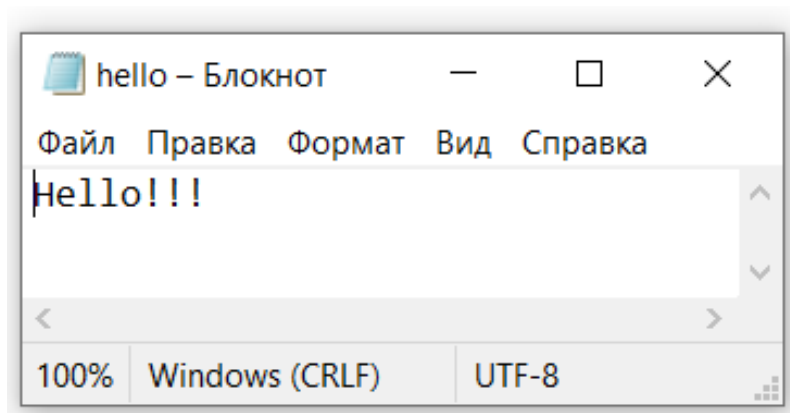 hello – Блокнот
Файл Правка Формат Вид Справка
Hello!!!
100% Windows (CRLF) UTF-8